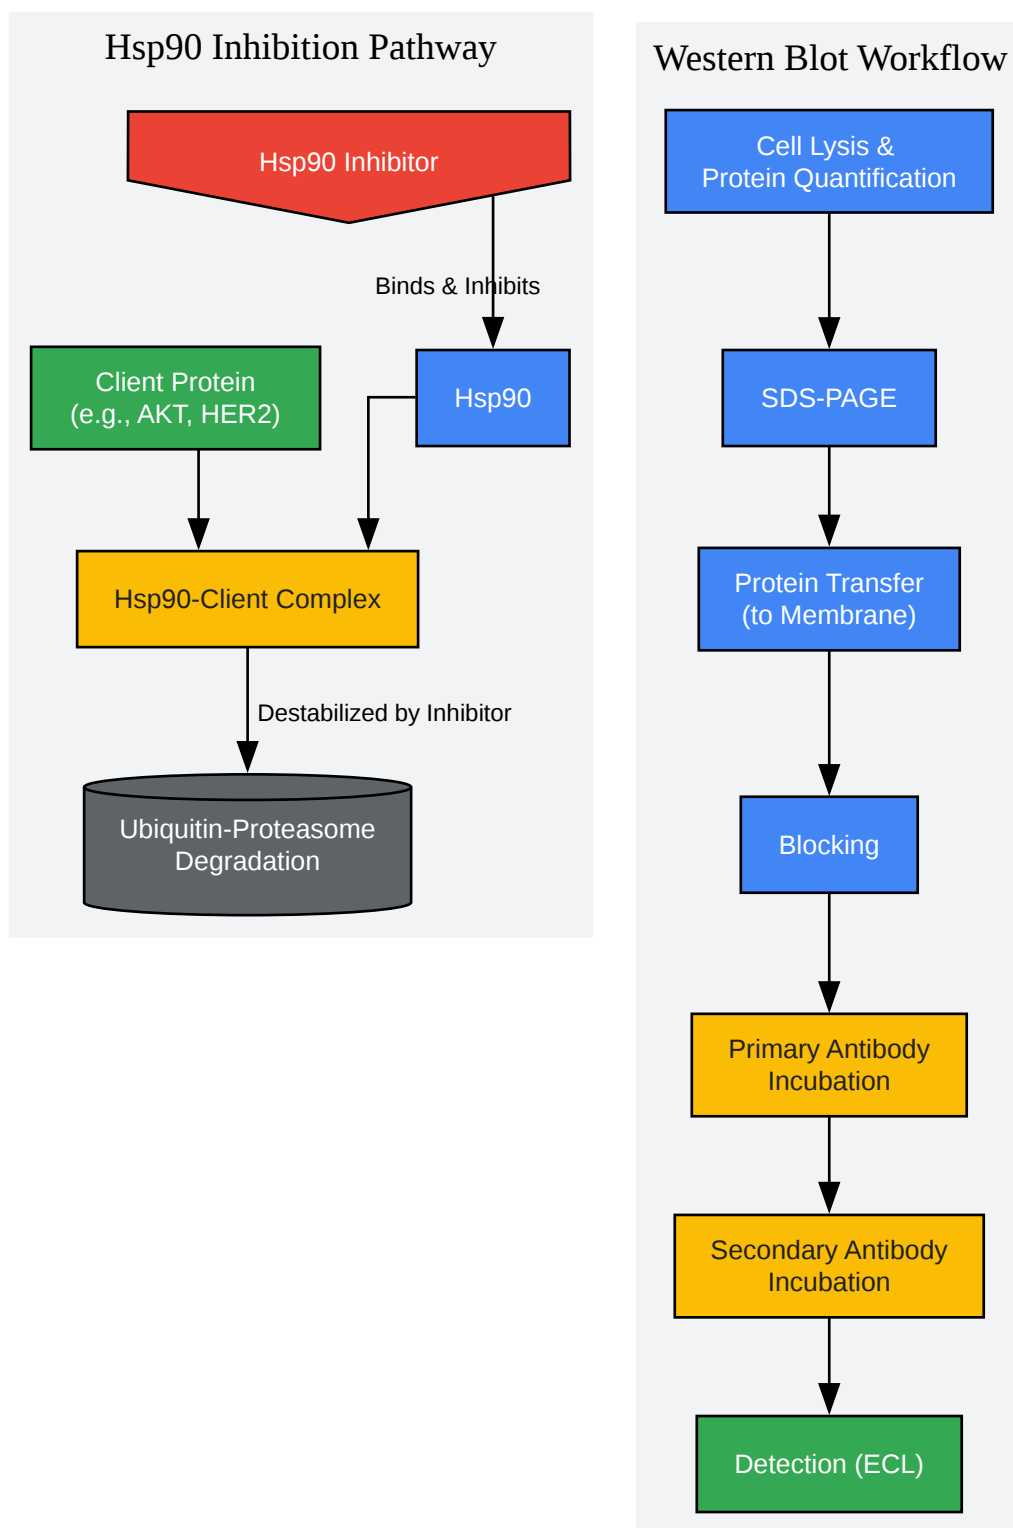 Hsp90 Inhibition Pathway
Hsp90 Inhibitor
Binds & Inhibits
Client Protein
(e.g., AKT, HER2)
Hsp90
Hsp90-Client Complex
Destabilized by Inhibitor
Ubiquitin-Proteasome
Degradation
Western Blot Workflow
Cell Lysis &
Protein Quantification
SDS-PAGE
Protein Transfer
(to Membrane)
Blocking
Primary Antibody
Incubation
Secondary Antibody
Incubation
Detection (ECL)